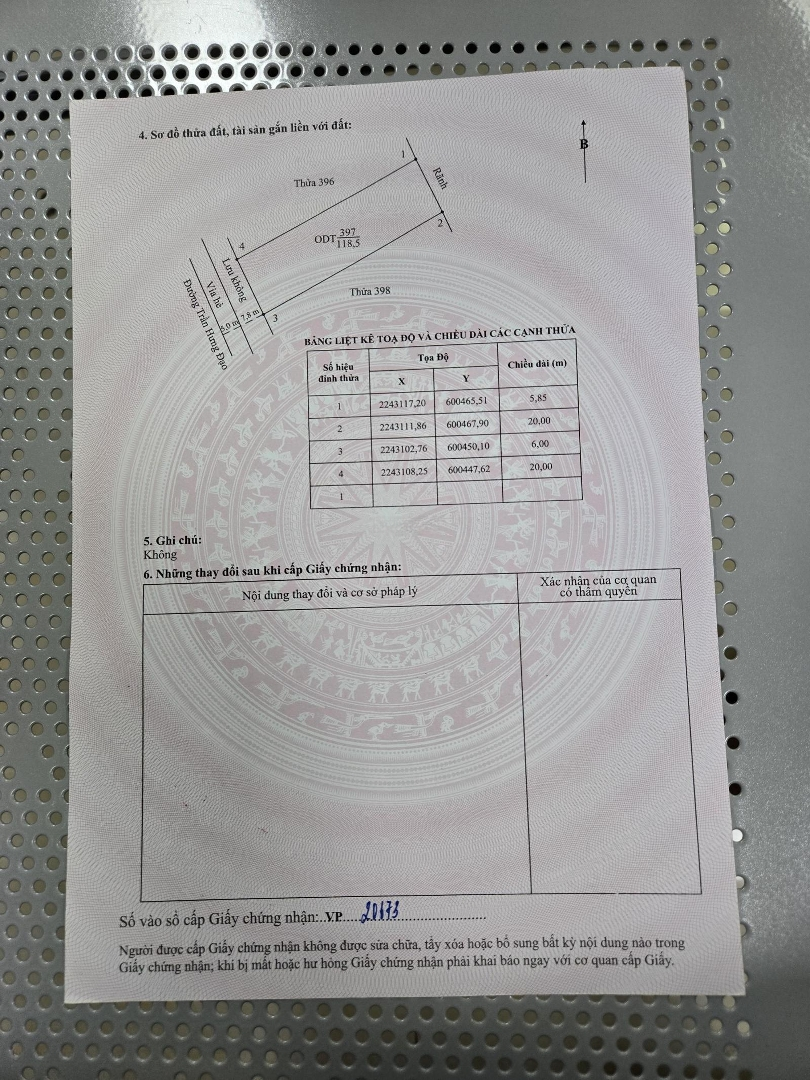 4. Sơ đồ thửa đất, tài sản gắn liền với đất:
B
1
Rãnh
Thửa 396
2
4
ODT 397
118,5
Lưu không
Vỉa hè
Đường Trần Hưng Đạo
7,8 m
3
Thửa 398
BẢNG LIỆT KÊ TOẠ ĐỘ VÀ CHIỀU DÀI CÁC CẠNH THỬA
Số hiệu đỉnh thửa
Tọa Độ
Chiều dài (m)
X Y
1 2243117,20 600465,51 5,85
2 2243111,86 600467,90 20,00
3 2243102,76 600450,10 6,00
4 2243108,25 600447,62 20,00
1
5. Ghi chú:
Không
6. Những thay đổi sau khi cấp Giấy chứng nhận:
Nội dung thay đổi và cơ sở pháp lý
Xác nhận của cơ quan
có thẩm quyền
Số vào sổ cấp Giấy chứng nhận:..VP....
Người được cấp Giấy chứng nhận không được sửa chữa, tẩy xóa hoặc bổ sung bất kỳ nội dung nào trong
Giấy chứng nhận; khi bị mất hoặc hư hỏng Giấy chứng nhận phải khai báo ngay với cơ quan cấp Giấy.